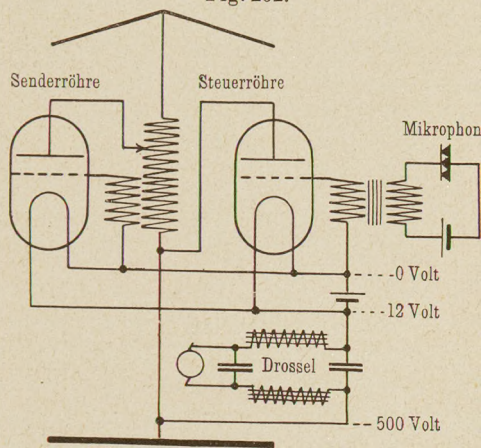 Senderröhre
Steuerröhre
Mikrophon
0 Volt
12 Volt
Drossel
500 Volt